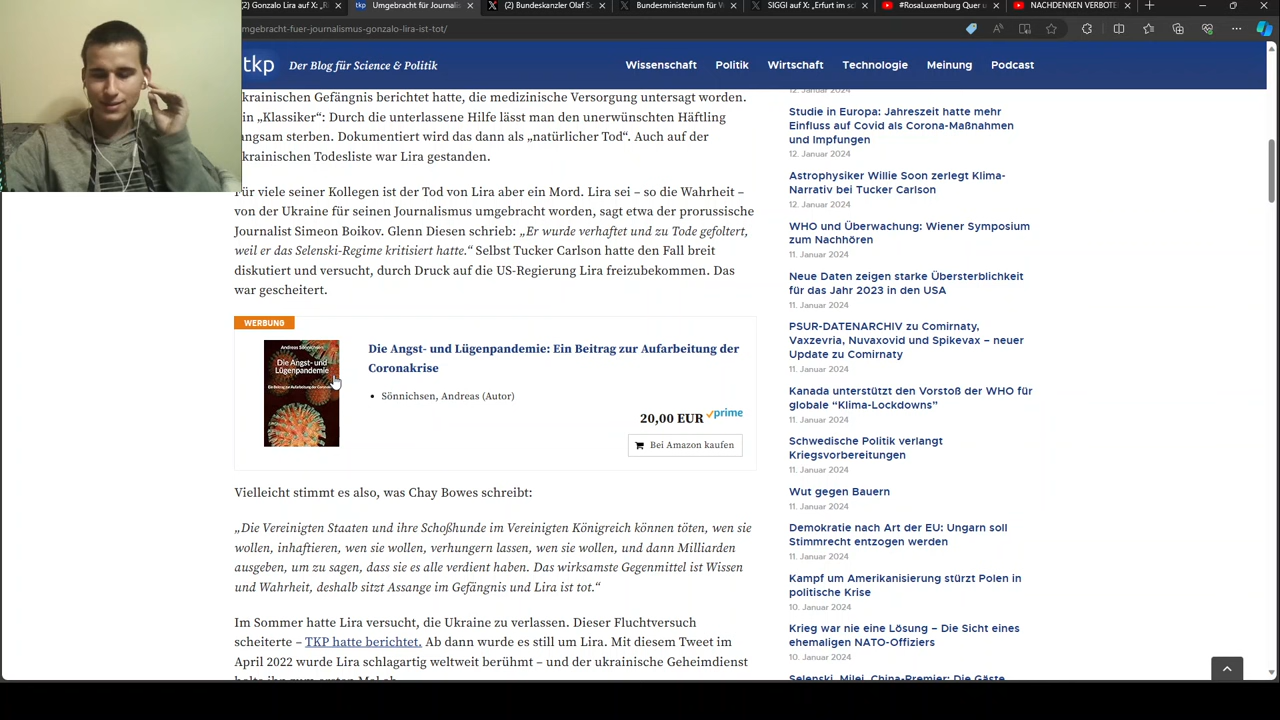 (2) Gonzalo Lira auf X: „R
Umgebracht für Journalis
(2) Bundeskanzler Olaf S
Bundesministerium für W
SIGGI auf X: „Erfurt im sc
#RosaLuxemburg Quer u
NACHDENKEN VERBOTE
mgebracht-fuer-journalismus-gonzalo-lira-ist-tot/
tkp
Der Blog für Science & Politik
Wissenschaft
Politik
Wirtschaft
Technologie
Meinung
Podcast
krainischen Gefängnis berichtet hatte, die medizinische Versorgung untersagt worden.
in „Klassiker“: Durch die unterlassene Hilfe lässt man den unerwünschten Häftling
angsam sterben. Dokumentiert wird das dann als „natürlicher Tod“. Auch auf der
krainischen Todesliste war Lira gestanden.
Für viele seiner Kollegen ist der Tod von Lira aber ein Mord. Lira sei – so die Wahrheit –
von der Ukraine für seinen Journalismus umgebracht worden, sagt etwa der prorussische
Journalist Simeon Boikov. Glenn Diesen schrieb: „Er wurde verhaftet und zu Tode gefoltert,
weil er das Selenski-Regime kritisiert hatte.“ Selbst Tucker Carlson hatte den Fall breit
diskutiert und versucht, durch Druck auf die US-Regierung Lira freizubekommen. Das
war gescheitert.
WERBUNG
Andreas Sönnichsen
Die Angst- und
Lügenpandemie
Die Angst- und Lügenpandemie: Ein Beitrag zur Aufarbeitung der
Coronakrise
• Sönnichsen, Andreas (Autor)
20,00 EUR prime
Bei Amazon kaufen
Vielleicht stimmt es also, was Chay Bowes schreibt:
„Die Vereinigten Staaten und ihre Schoßhunde im Vereinigten Königreich können töten, wen sie
wollen, inhaftieren, wen sie wollen, verhungern lassen, wen sie wollen, und dann Milliarden
ausgeben, um zu sagen, dass sie es alle verdient haben. Das wirksamste Gegenmittel ist Wissen
und Wahrheit, deshalb sitzt Assange im Gefängnis und Lira ist tot.“
Im Sommer hatte Lira versucht, die Ukraine zu verlassen. Dieser Fluchtversuch
scheiterte – TKP hatte berichtet. Ab dann wurde es still um Lira. Mit diesem Tweet im
April 2022 wurde Lira schlagartig weltweit berühmt – und der ukrainische Geheimdienst
12. Januar 2024
Studie in Europa: Jahreszeit hatte mehr
Einfluss auf Covid als Corona-Maßnahmen
und Impfungen
12. Januar 2024
Astrophysiker Willie Soon zerlegt Klima-
Narrativ bei Tucker Carlson
12. Januar 2024
WHO und Überwachung: Wiener Symposium
zum Nachhören
11. Januar 2024
Neue Daten zeigen starke Übersterblichkeit
für das Jahr 2023 in den USA
11. Januar 2024
PSUR-DATENARCHIV zu Comirnaty,
Vaxzevria, Nuvaxovid und Spikevax – neuer
Update zu Comirnaty
11. Januar 2024
Kanada unterstützt den Vorstoß der WHO für
globale “Klima-Lockdowns”
11. Januar 2024
Schwedische Politik verlangt
Kriegsvorbereitungen
11. Januar 2024
Wut gegen Bauern
11. Januar 2024
Demokratie nach Art der EU: Ungarn soll
Stimmrecht entzogen werden
11. Januar 2024
Kampf um Amerikanisierung stürzt Polen in
politische Krise
10. Januar 2024
Krieg war nie eine Lösung – Die Sicht eines
ehemaligen NATO-Offiziers
10. Januar 2024
Selenski, Milei, China-Premier: Die Gäste